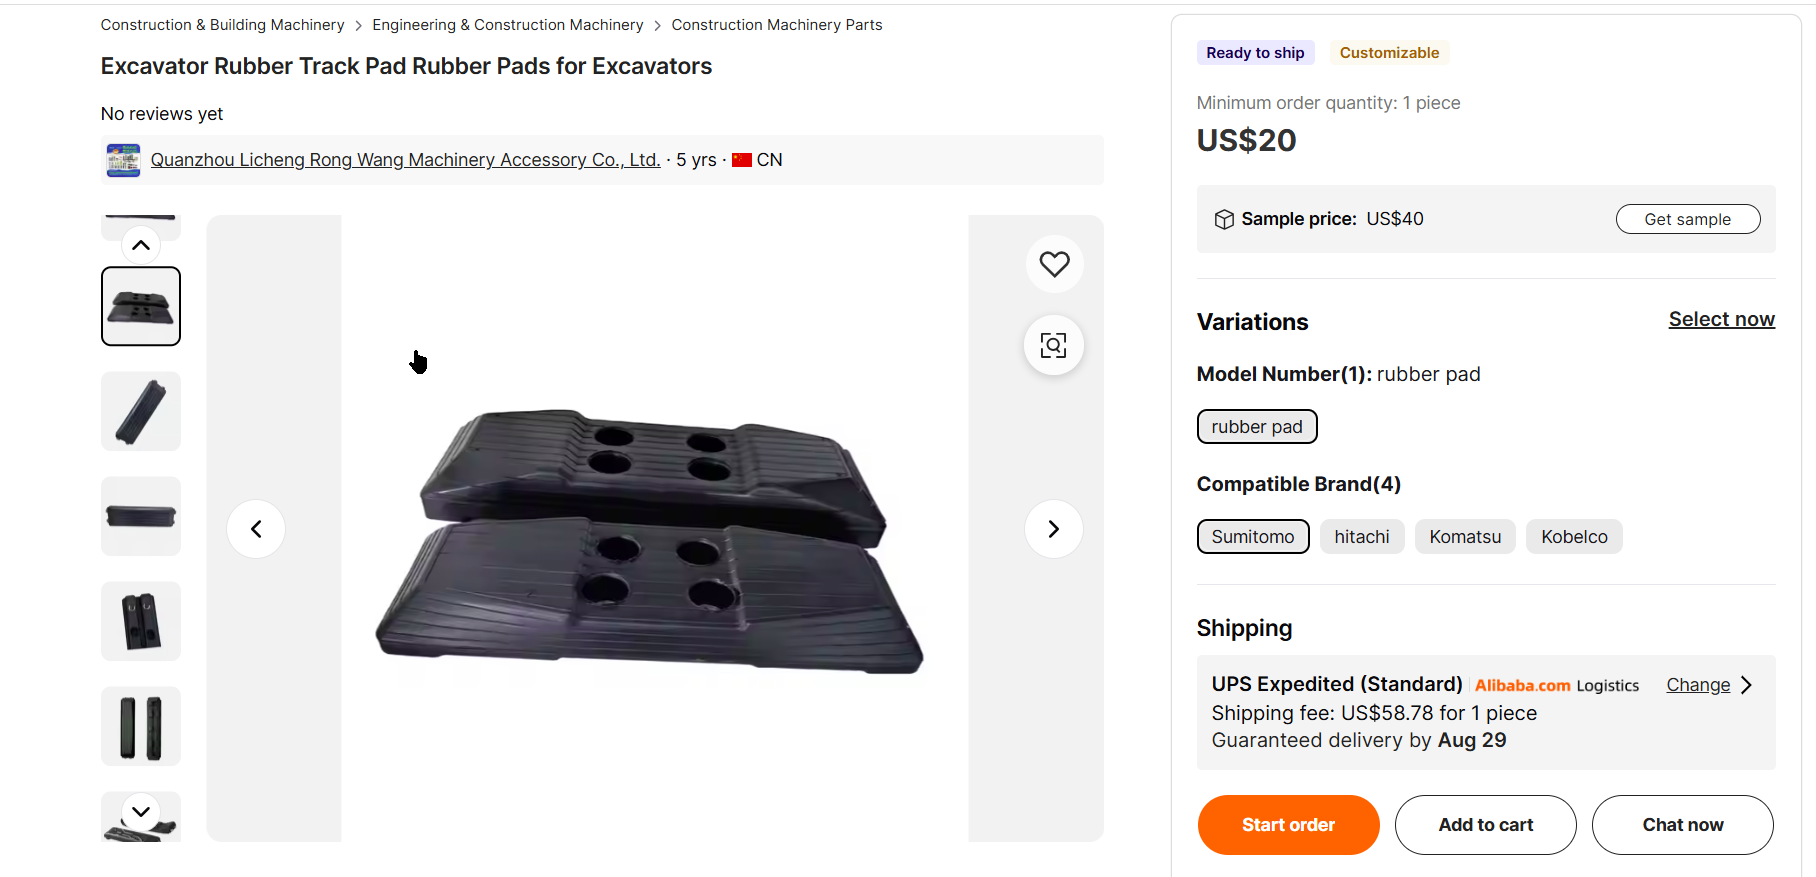 Construction & Building Machinery > Engineering & Construction Machinery > Construction Machinery Parts
Excavator Rubber Track Pad Rubber Pads for Excavators
No reviews yet
Quanzhou Licheng Rong Wang Machinery Accessory Co., Ltd. · 5 yrs · CN
Ready to ship
Customizable
Minimum order quantity: 1 piece
US$20
Sample price: US$40
Get sample
Variations
Select now
Model Number(1): rubber pad
rubber pad
Compatible Brand(4)
Sumitomo
hitachi
Komatsu
Kobelco
Shipping
UPS Expedited (Standard) Alibaba.com Logistics
Change
Shipping fee: US$58.78 for 1 piece
Guaranteed delivery by Aug 29
Start order
Add to cart
Chat now